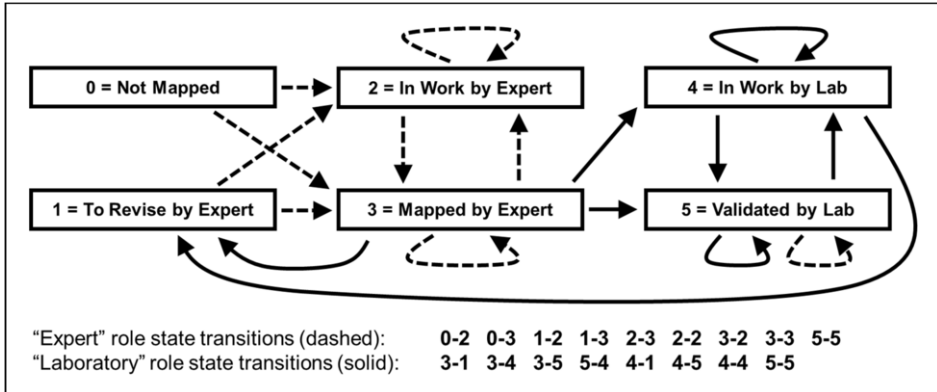 0 = Not Mapped
2 = In Work by Expert
4 = In Work by Lab
1 = To Revise by Expert
3 = Mapped by Expert
5 = Validated by Lab
“Expert” role state transitions (dashed): 0-2 0-3 1-2 1-3 2-3 2-2 3-2 3-3 5-5
“Laboratory” role state transitions (solid): 3-1 3-4 3-5 5-4 4-1 4-5 4-4 5-5